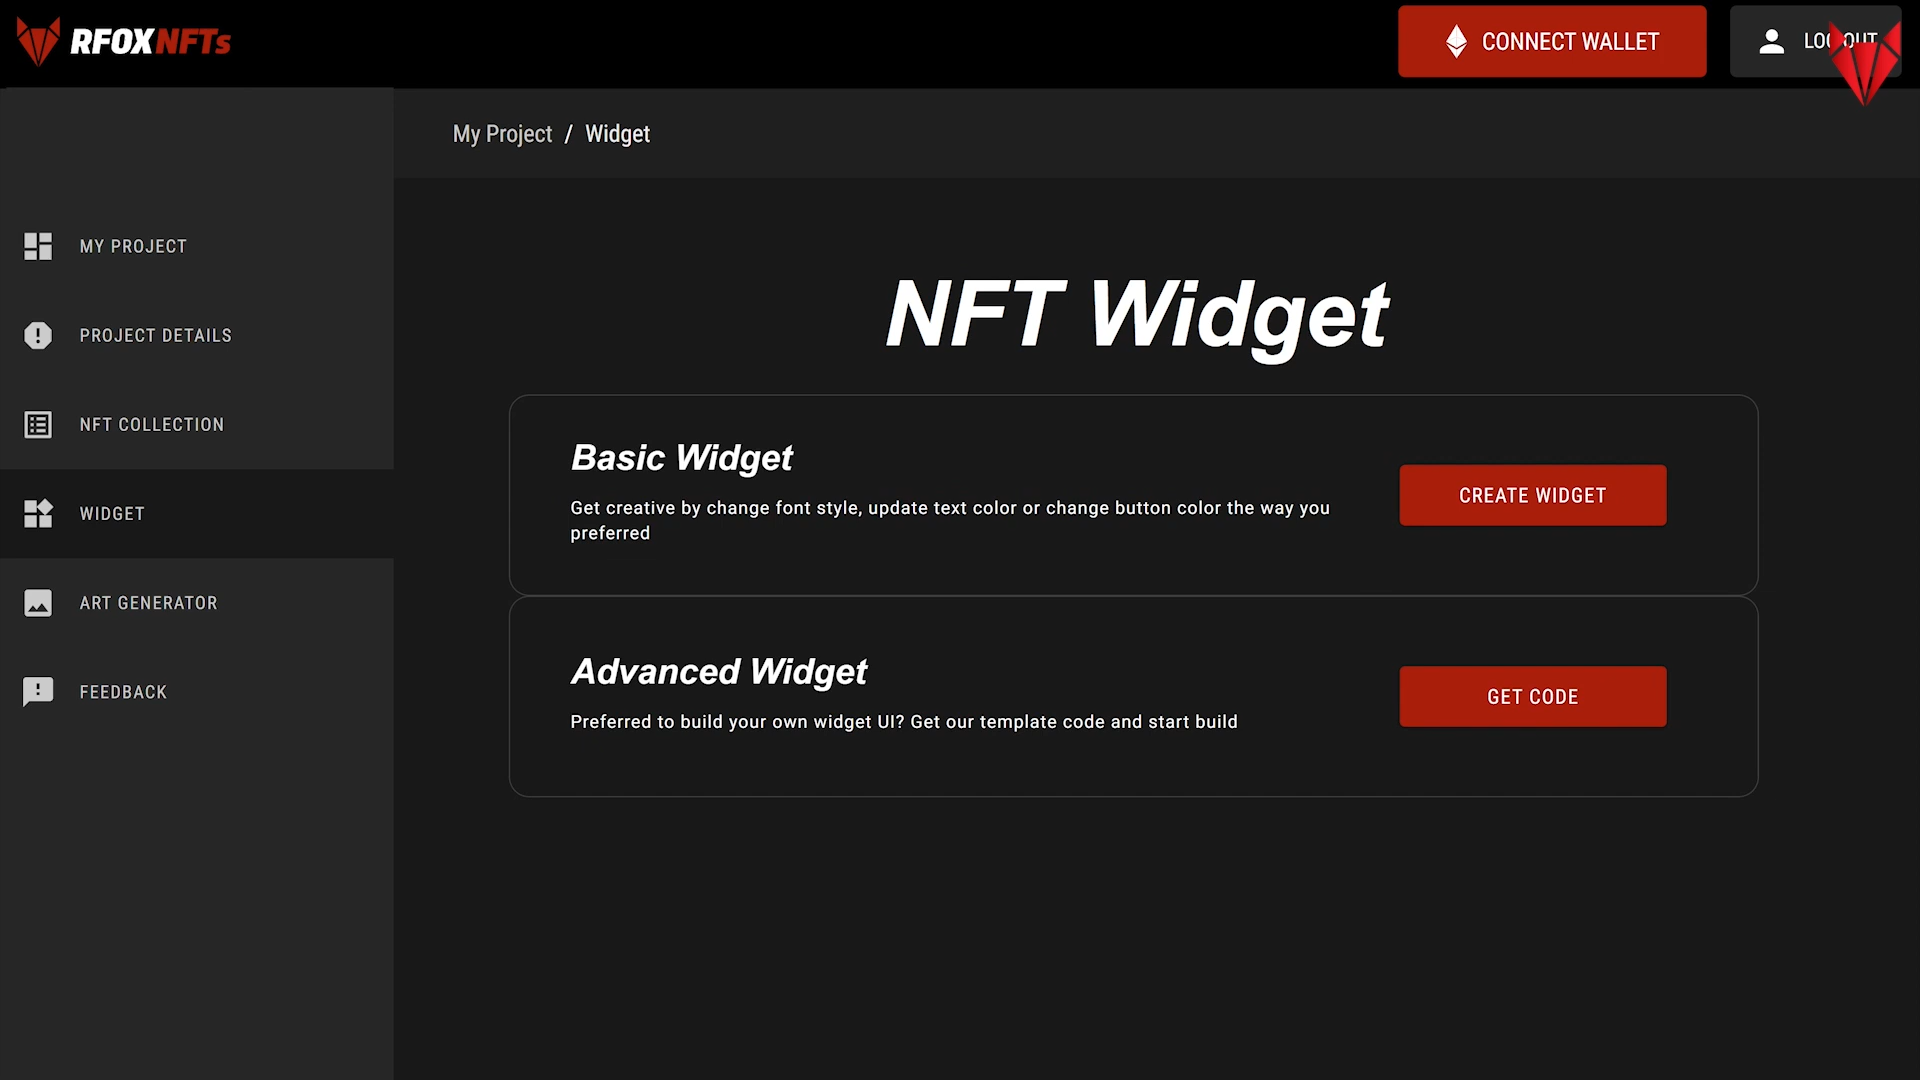 RFOXNFTs
CONNECT WALLET
LOGOUT
My Project / Widget
MY PROJECT
PROJECT DETAILS
NFT COLLECTION
WIDGET
ART GENERATOR
FEEDBACK
NFT Widget
Basic Widget
Get creative by change font style, update text color or change button color the way you
preferred
CREATE WIDGET
Advanced Widget
Preferred to build your own widget UI? Get our template code and start build
GET CODE